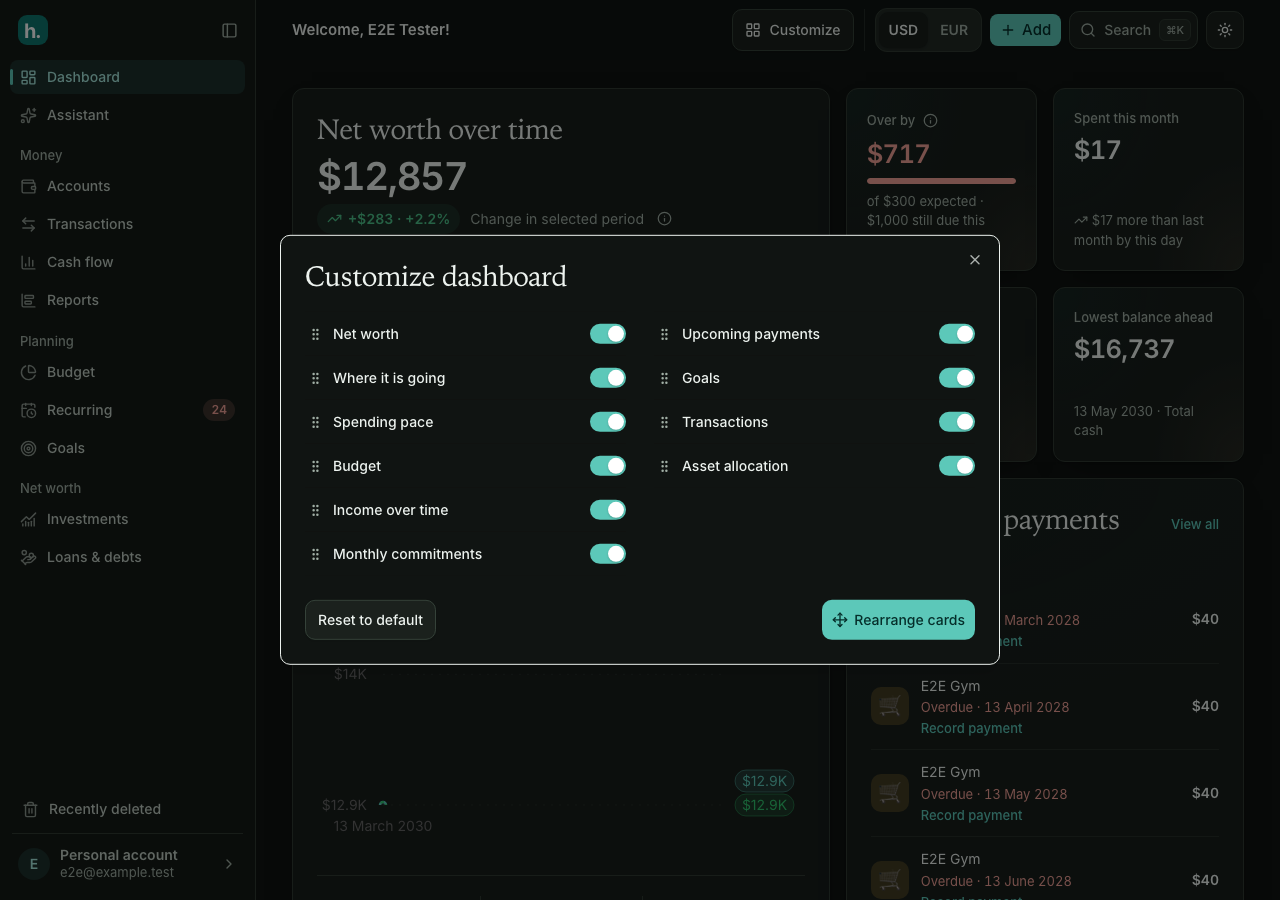 h.
Dashboard
Assistant
Money
Accounts
Transactions
Cash flow
Reports
Planning
Budget
Recurring
24
Goals
Net worth
Investments
Loans & debts
Recently deleted
E
Personal account
e2e@example.test
Welcome, E2E Tester!
Customize
USD
EUR
Add
Search
⌘K
Net worth over time
$12,857
+$283 · +2.2%
Change in selected period
Over by
$717
of $300 expected ·
$1,000 still due this
Spent this month
$17
$17 more than last
month by this day
Lowest balance ahead
$16,737
13 May 2030 · Total
cash
Customize dashboard
Net worth
Where it is going
Spending pace
Budget
Income over time
Monthly commitments
Upcoming payments
Goals
Transactions
Asset allocation
Reset to default
Rearrange cards
$14K
$12.9K
13 March 2030
$12.9K
$12.9K
payments
View all
March 2028
$40
E2E Gym
Overdue · 13 April 2028
Record payment
$40
E2E Gym
Overdue · 13 May 2028
Record payment
$40
E2E Gym
Overdue · 13 June 2028
Record payment
$40